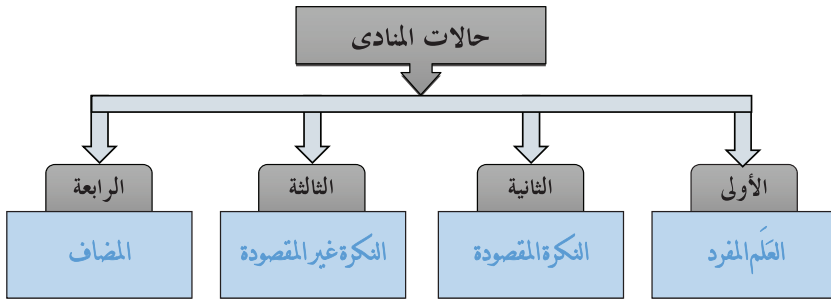 حالات المنادى
الأولى
العَلَم المفرد
الثانية
النكرة المقصودة
الثالثة
النكرة غير المقصودة
الرابعة
المضاف